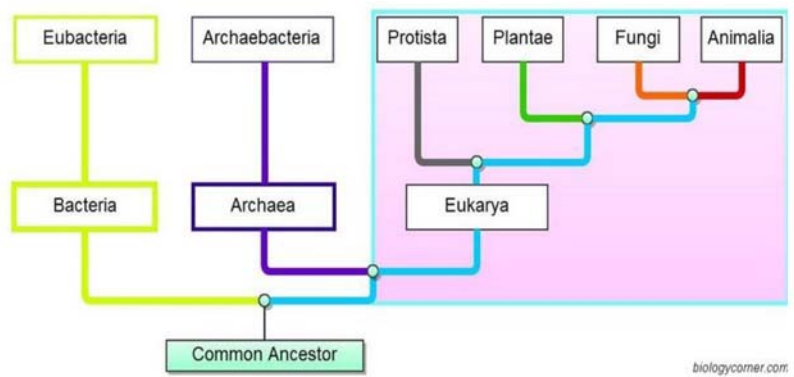 Eubacteria
Archaebacteria
Protista
Plantae
Fungi
Animalia
Bacteria
Archaea
Eukarya
Common Ancestor
biologycorner.com